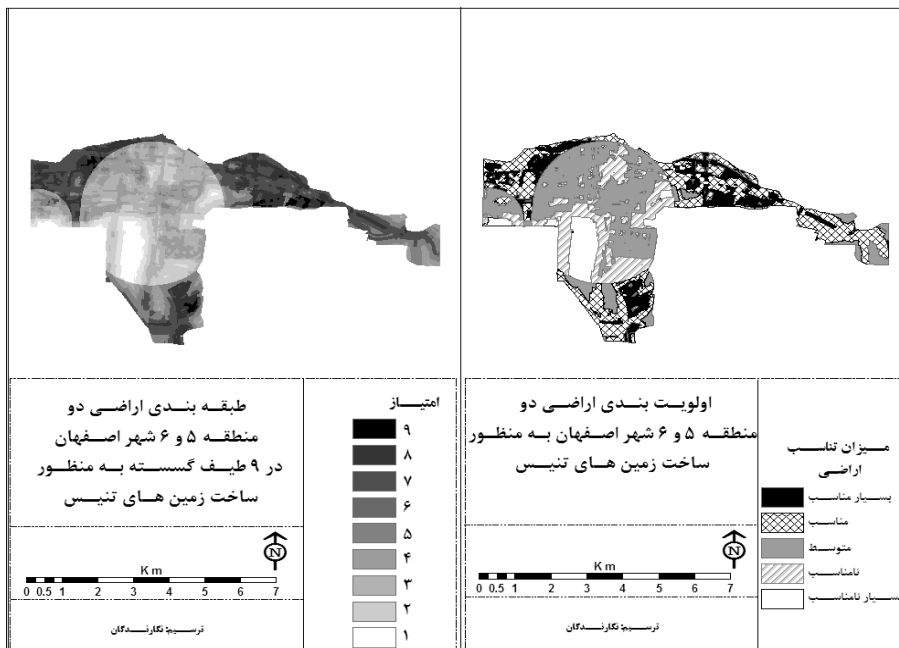 طبقه بندی اراضی دو
منطقه ۵ و ۶ شهر اصفهان
در ۹ طیف گسسته به منظور
ساخت زمین های تنیس
N
Km
0 0.5 1 2 3 4 5 6 7
ترسیم: نگارندگان
امتیاز
۹
۸
۷
۶
۵
۴
۳
۲
۱
اولویت بندی اراضی دو
منطقه ۵ و ۶ شهر اصفهان به منظور
ساخت زمین های تنیس
N
Km
0 0.5 1 2 3 4 5 6 7
ترسیم: نگارندگان
میزان تناسب
اراضی
بسیار مناسب
مناسب
متوسط
نامناسب
بسیار نامناسب